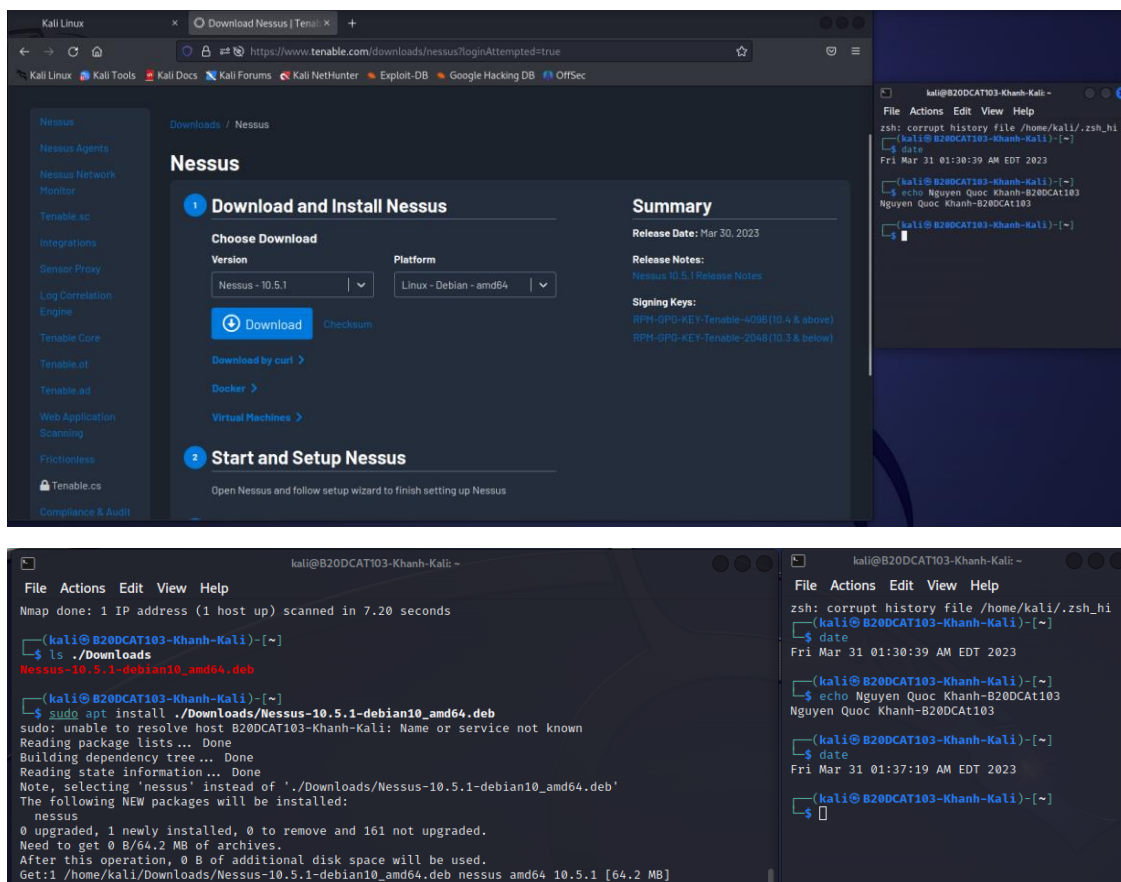 Kali Linux
Download Nessus | Tenab
https://www.tenable.com/downloads/nessus?loginAttempted=true
Kali Linux Kali Tools Kali Docs Kali Forums Kali NetHunter Exploit-DB Google Hacking DB OffSec
Nessus
Nessus Agents
Nessus Network
Monitor
Tenable.sc
Integrations
Sensor Proxy
Log Correlation
Engine
Tenable Core
Tenable.ot
Tenable.ad
Web Application
Scanning
Frictionless
Tenable.cs
Compliance & Audit
Downloads / Nessus
Nessus
1 Download and Install Nessus
Choose Download
Version Platform
Nessus - 10.5.1 Linux - Debian - amd64
Download Checksum
Download by curl
Docker
Virtual Machines
2 Start and Setup Nessus
Open Nessus and follow setup wizard to finish setting up Nessus
Summary
Release Date: Mar 30, 2023
Release Notes:
Nessus 10.5.1 Release Notes
Signing Keys:
RPM-GPG-KEY-Tenable-4096 (10.4 & above)
RPM-GPG-KEY-Tenable-2048 (10.3 & below)
kali@B20DCAT103-Khanh-Kali: ~
File Actions Edit View Help
zsh: corrupt history file /home/kali/.zsh_hi
(kali㉿B20DCAT103-Khanh-Kali)-[~]
$ date
Fri Mar 31 01:30:39 AM EDT 2023
(kali㉿B20DCAT103-Khanh-Kali)-[~]
$ echo Nguyen Quoc Khanh-B20DCAt103
Nguyen Quoc Khanh-B20DCAt103
(kali㉿B20DCAT103-Khanh-Kali)-[~]
$
kali@B20DCAT103-Khanh-Kali: ~
File Actions Edit View Help
Nmap done: 1 IP address (1 host up) scanned in 7.20 seconds
(kali㉿B20DCAT103-Khanh-Kali)-[~]
$ ls ./Downloads
Nessus-10.5.1-debian10_amd64.deb
(kali㉿B20DCAT103-Khanh-Kali)-[~]
$ sudo apt install ./Downloads/Nessus-10.5.1-debian10_amd64.deb
sudo: unable to resolve host B20DCAT103-Khanh-Kali: Name or service not known
Reading package lists... Done
Building dependency tree... Done
Reading state information... Done
Note, selecting 'nessus' instead of './Downloads/Nessus-10.5.1-debian10_amd64.deb'
The following NEW packages will be installed:
nessus
0 upgraded, 1 newly installed, 0 to remove and 161 not upgraded.
Need to get 0 B/64.2 MB of archives.
After this operation, 0 B of additional disk space will be used.
Get:1 /home/kali/Downloads/Nessus-10.5.1-debian10_amd64.deb nessus amd64 10.5.1 [64.2 MB]
kali@B20DCAT103-Khanh-Kali: ~
File Actions Edit View Help
zsh: corrupt history file /home/kali/.zsh_hi
(kali㉿B20DCAT103-Khanh-Kali)-[~]
$ date
Fri Mar 31 01:30:39 AM EDT 2023
(kali㉿B20DCAT103-Khanh-Kali)-[~]
$ echo Nguyen Quoc Khanh-B20DCAt103
Nguyen Quoc Khanh-B20DCAt103
(kali㉿B20DCAT103-Khanh-Kali)-[~]
$ date
Fri Mar 31 01:37:19 AM EDT 2023
(kali㉿B20DCAT103-Khanh-Kali)-[~]
$